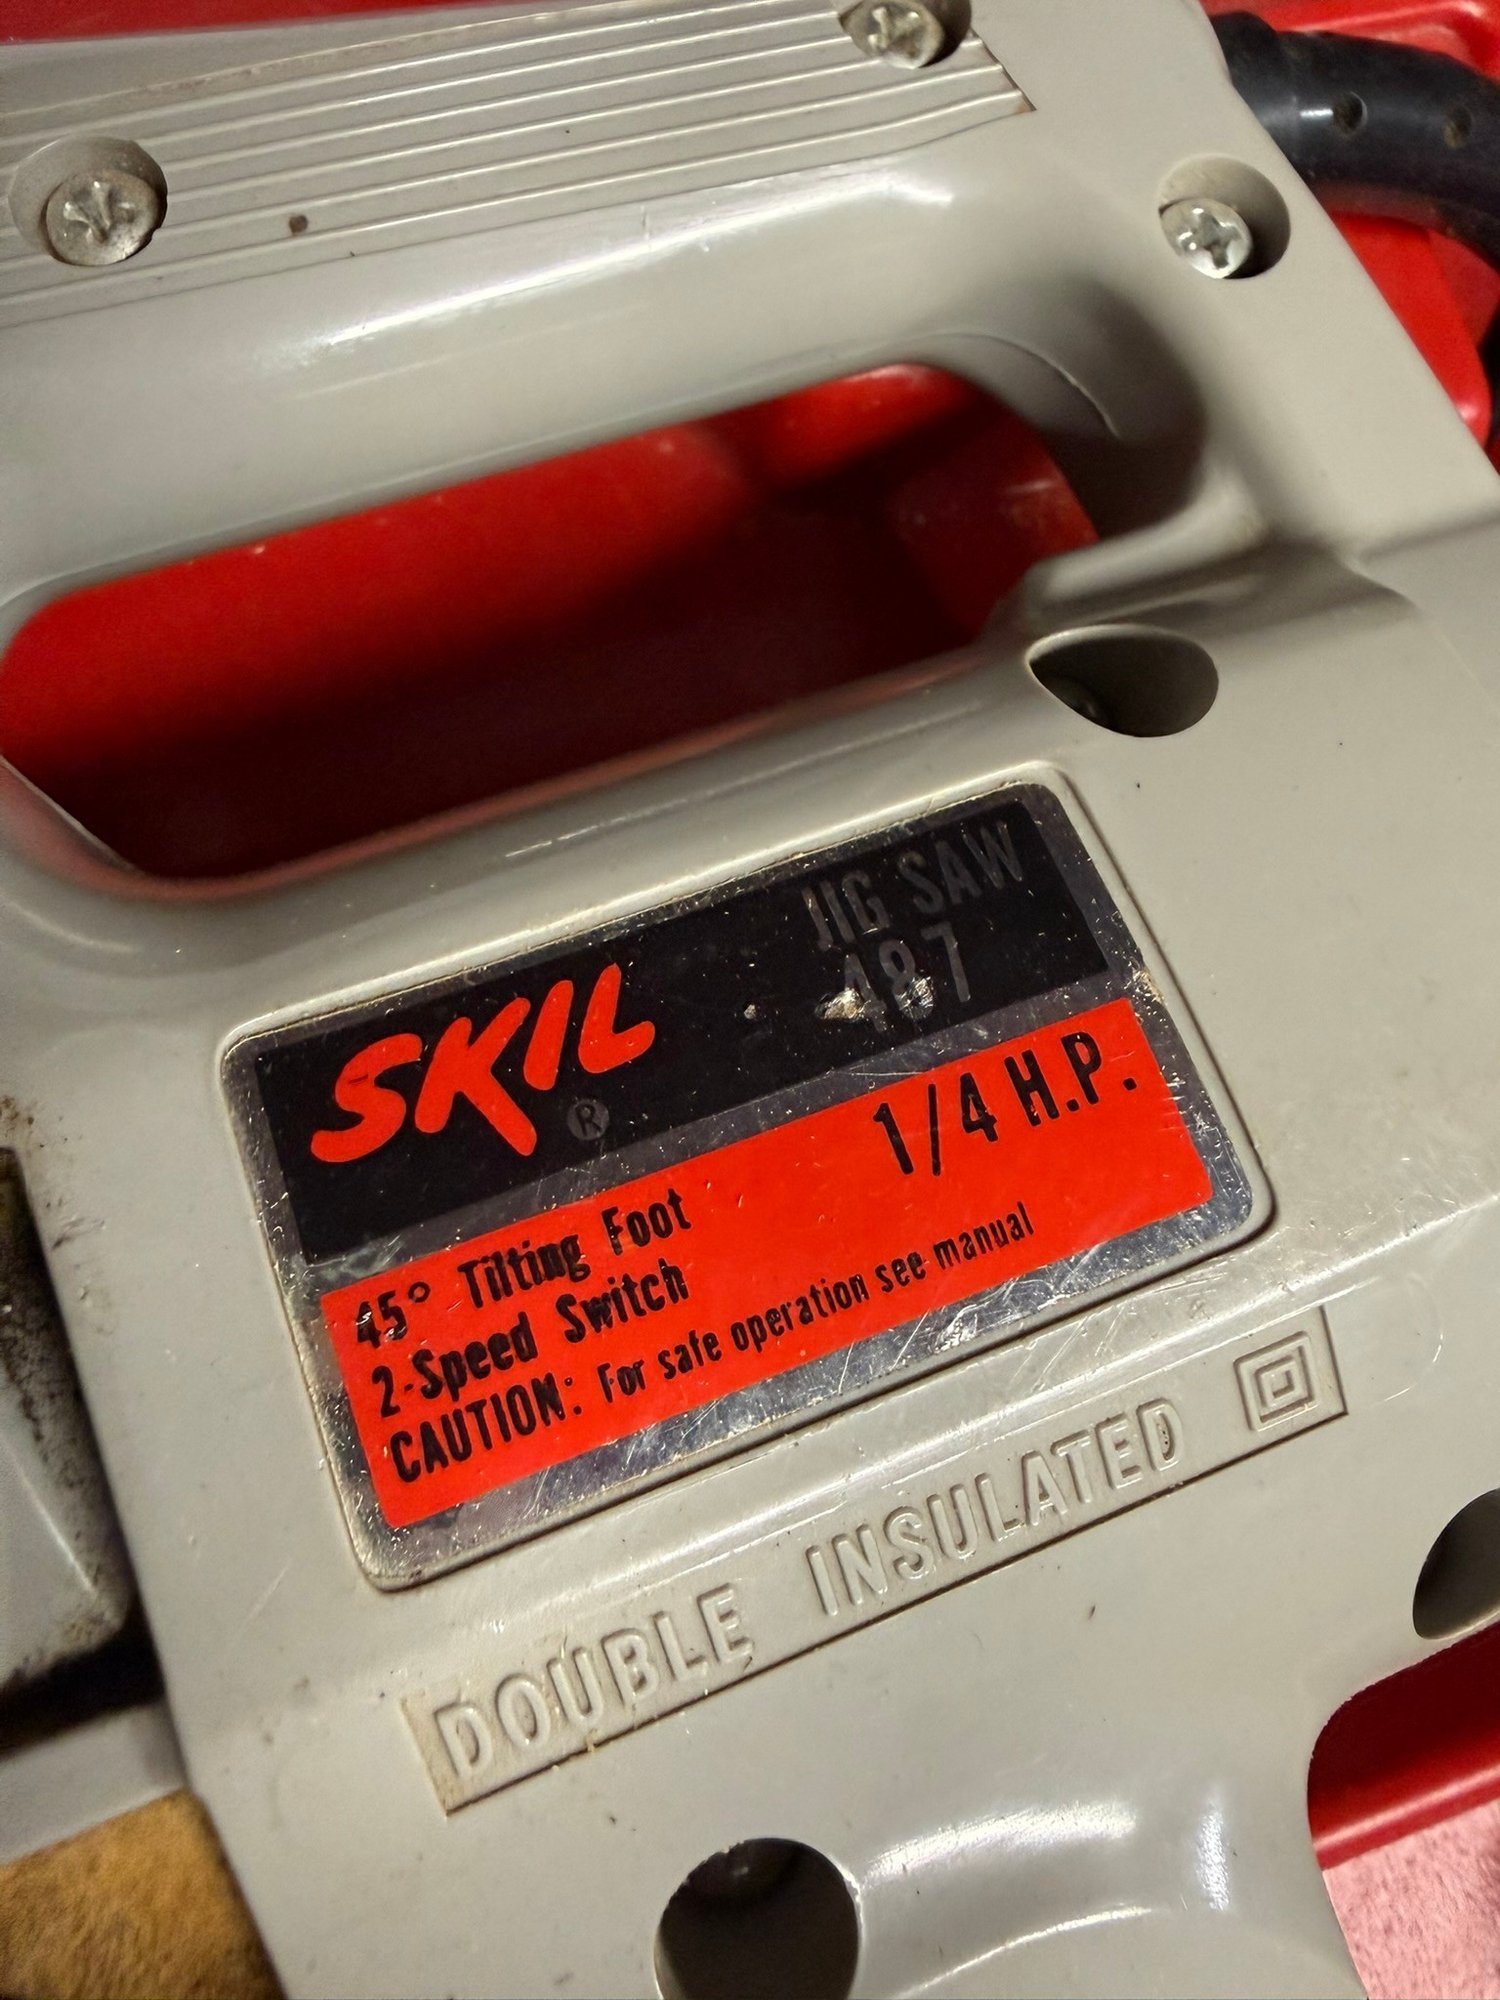 JIG SAW
SKIL ® 487
1/4 H.P.
45° Tilting Foot
2-Speed Switch
CAUTION: For safe operation see manual
DOUBLE INSULATED